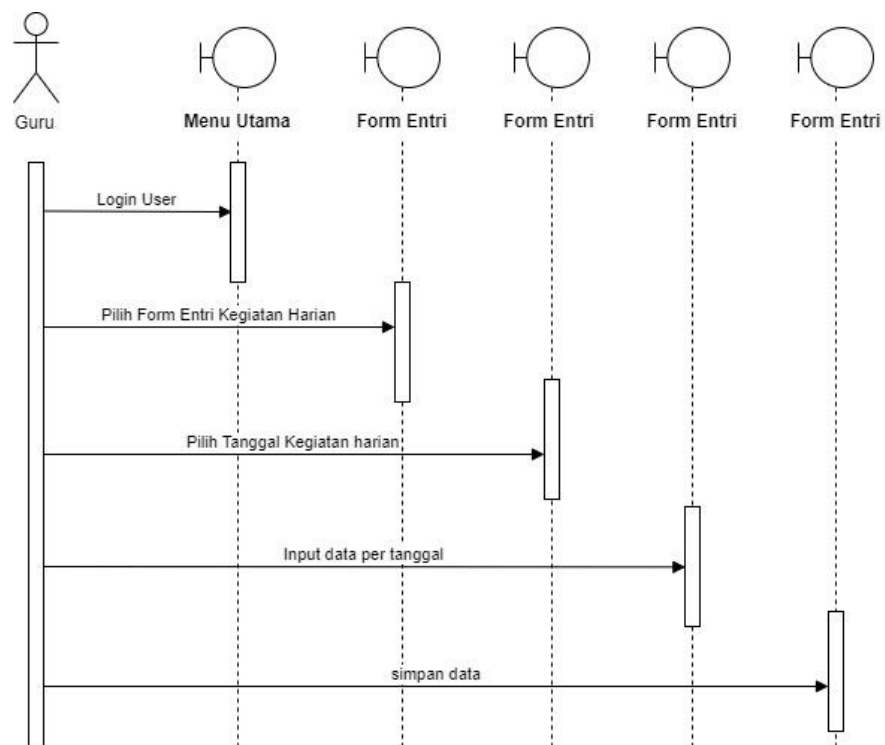 Guru
Menu Utama
Form Entri
Form Entri
Form Entri
Form Entri
Login User
Pilih Form Entri Kegiatan Harian
Pilih Tanggal Kegiatan harian
Input data per tanggal
simpan data